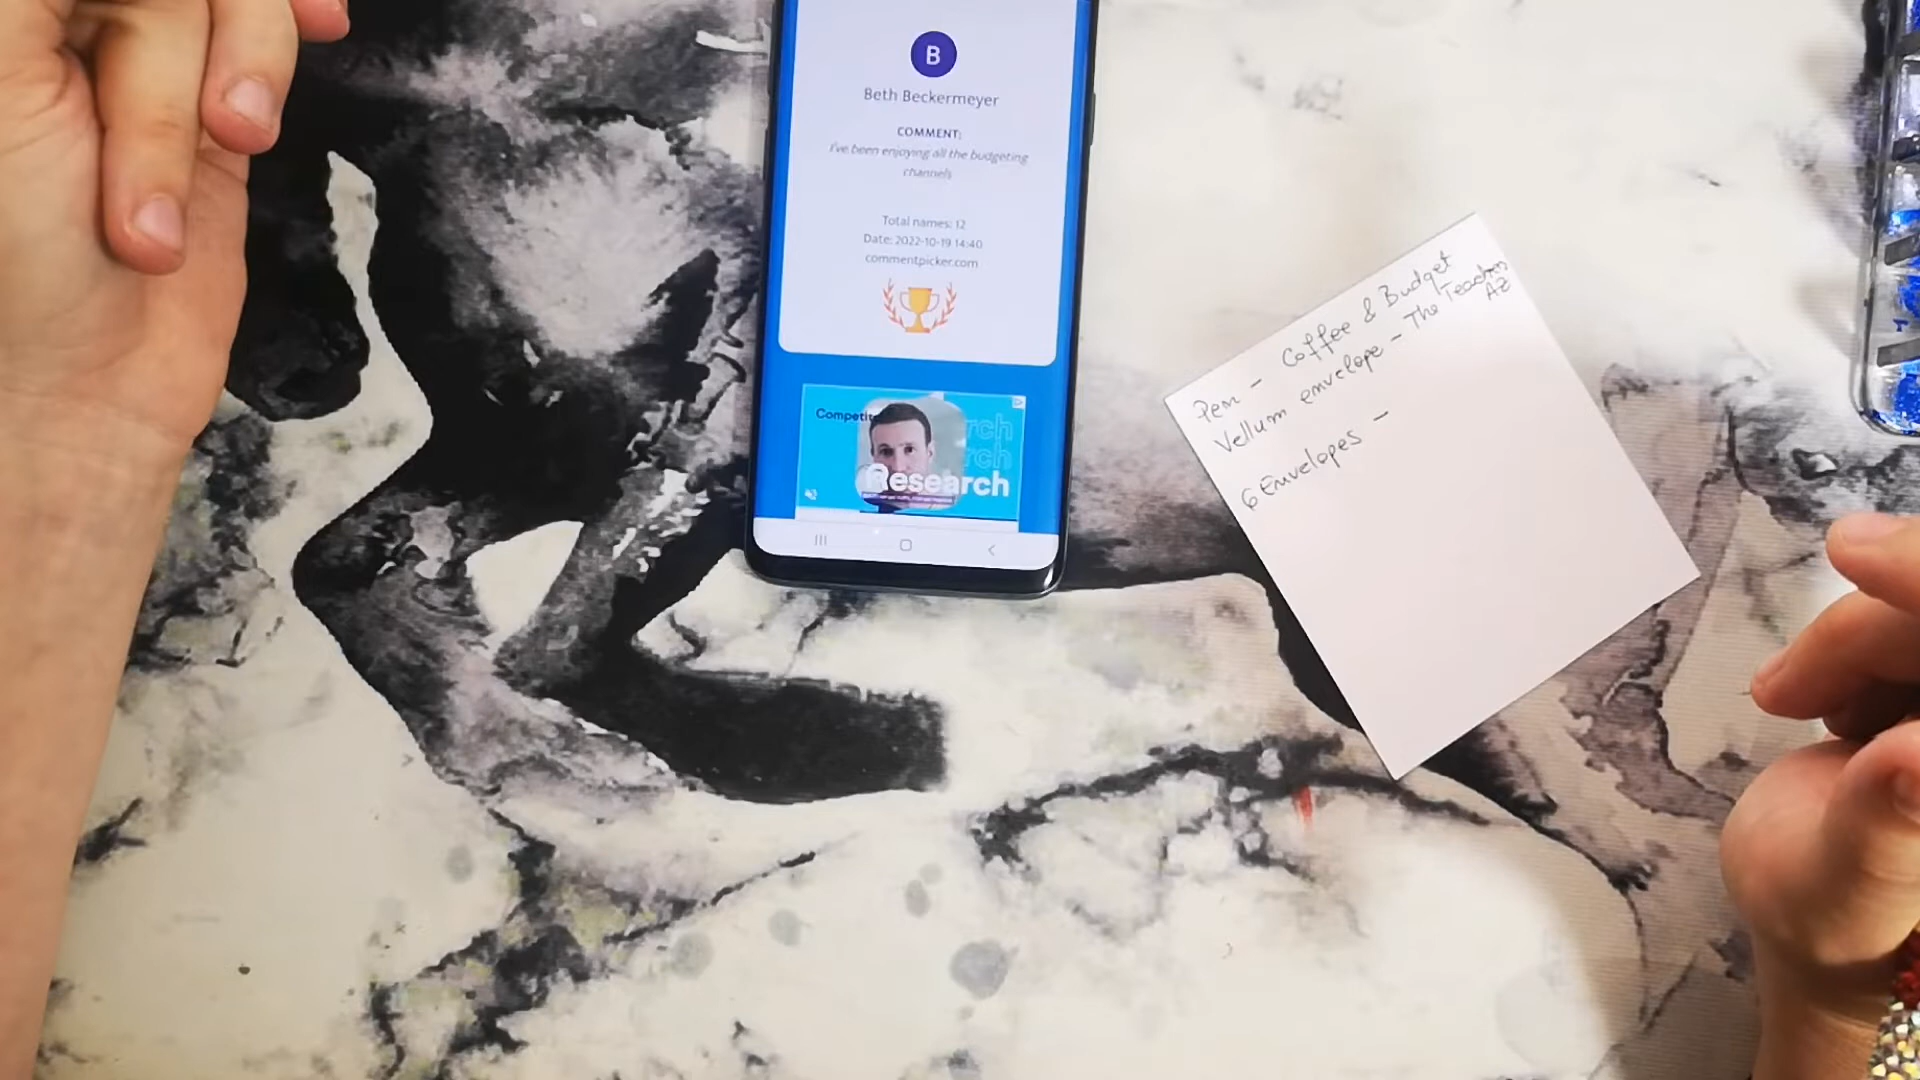 B
Beth Beckermeyer
COMMENT:
I've been enjoying all the budgeting
channels
Total names: 12
Date: 2022-10-19 14:40
commentpicker.com
Research
Pen - Coffee & Budget
Vellum envelope - The Teachers
AZ
6 Envelopes -